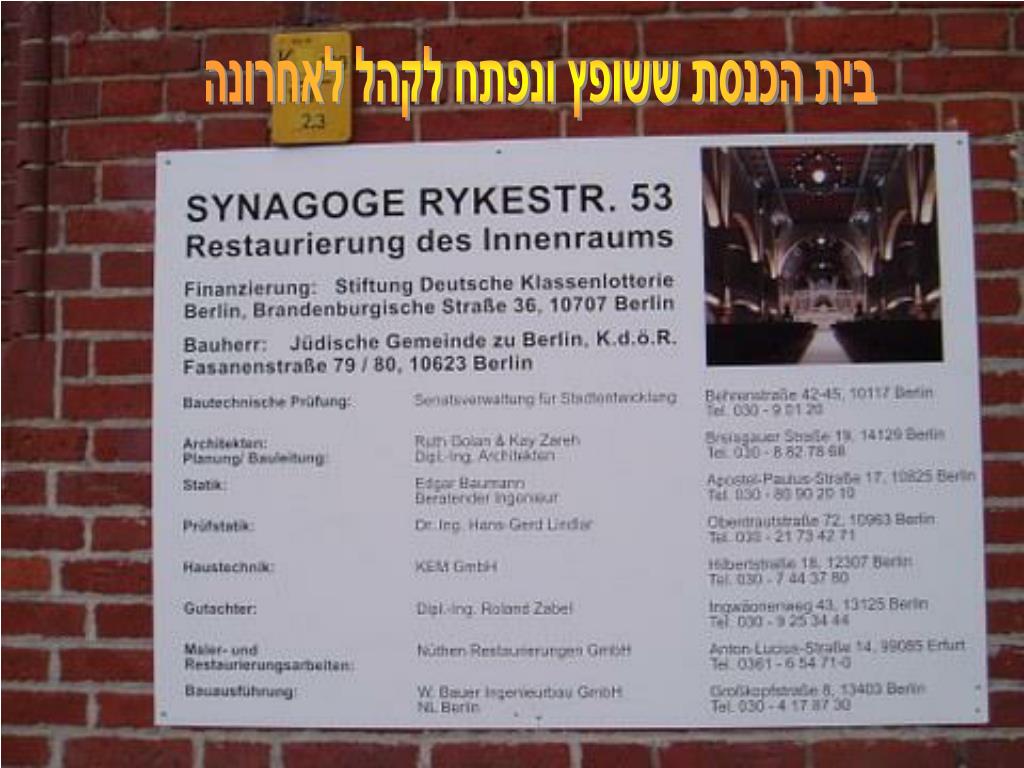 בית הכנסת ששופץ ונפתח לקהל לאחרונה
2.3
SYNAGOGE RYKESTR. 53
Restaurierung des Innenraums
Finanzierung: Stiftung Deutsche Klassenlotterie
Berlin, Brandenburgische Straße 36, 10707 Berlin
Bauherr: Jüdische Gemeinde zu Berlin, K.d.ö.R.
Fasanenstraße 79 / 80, 10623 Berlin
Bautechnische Prüfung: Senatsverwaltung für Stadtentwicklung Behrenstraße 42-45, 10117 Berlin
Tel. 030 - 9 01 20
Architekten: Ruth Golan & Kay Zareh Breisgauer Straße 19, 14129 Berlin
Planung/ Bauleitung: Dipl.-Ing. Architekten Tel. 030 - 8 82 78 68
Statik: Edgar Baumann Apostel-Paulus-Straße 17, 10825 Berlin
Beratender Ingenieur Tel. 030 - 80 90 20 10
Prüfstatik: Dr. Ing. Hans-Gerd Lindlar Obentrautstraße 72, 10963 Berlin
Tel. 030 - 21 73 42 71
Haustechnik: KEM GmbH Hilbertstraße 18, 12307 Berlin
Tel. 030 - 7 44 37 80
Gutachter: Dipl.-Ing. Roland Zabel Ingwäonenweg 43, 13125 Berlin
Tel. 030 - 9 25 34 44
Maler- und Nüthen Restaurierungen GmbH Anton-Lucius-Straße 14, 99085 Erfurt
Restaurierungsarbeiten: Tel. 0361 - 6 54 71-0
Bauausführung: W. Bauer Ingenieurbau GmbH Großkopfstraße 8, 13403 Berlin
NL Berlin Tel. 030 - 4 17 87 30